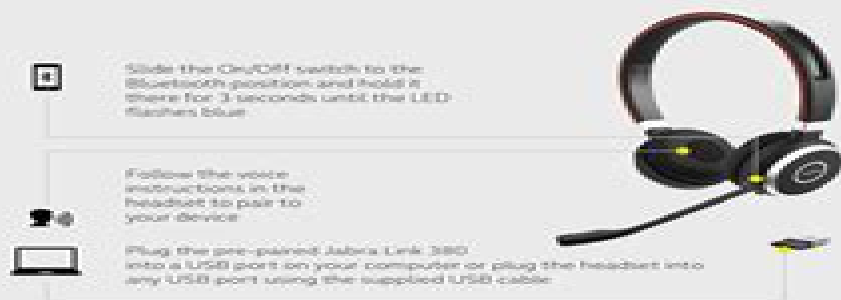 Slide the On/Off switch to the
Bluetooth position and hold it
there for 3 seconds until the LED
flashes blue
Follow the voice
instructions in the
headset to pair to
your device
Plug the pre-paired Jabra Link 380
into a USB port on your computer or plug the headset into
any USB port using the supplied USB cable